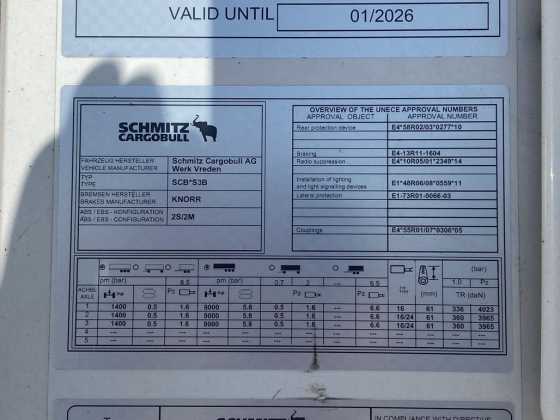 VALID UNTIL 01/2026
SCHMITZ
CARGOBULL
FAHRZEUG HERSTELLER
VEHICLE MANUFACTURER
Schmitz Cargobull AG
Werk Vreden
TYP
TYPE
SCB*S3B
BREMSEN HERSTELLER
BRAKES MANUFACTURER
KNORR
ABS / EBS - KONFIGURATION
ABS / EBS - CONFIGURATION
2S/2M
OVERVIEW OF THE UNECE APPROVAL NUMBERS
APPROVAL OBJECT APPROVAL NUMBER
Rear protection device E4*58R02/03*0277*10
Braking E4-13R11-1604
Radio suppression E4*10R05/01*2349*14
Installation of lighting
and light signalling devices E1*48R06/08*0559*11
Lateral protection E1-73R01-0066-03
Couplings E4*55R01/07*0306*05
pm (bar) 6.5 pm (bar) 0.7 2 --- 6.5 (bar)
1.0 Pz
ACHSE
AXLE
Pz Pz (mm) TR (daN)
1 1400 0.5 1.6 9000 5.8 0.5 1.6 --- 6.6 16 61 336 4023
2 1400 0.5 1.6 9000 5.8 0.5 1.6 --- 6.6 16/24 61 360 3965
3 1400 0.5 1.6 9000 5.8 0.5 1.6 --- 6.6 16/24 61 360 3965
4 --- --- --- --- --- --- --- --- --- --- --- --- ---
5 --- --- --- --- --- --- --- --- --- --- --- --- ---
SCHMITZ
IN COMPLIANCE WITH DIRECTIVE